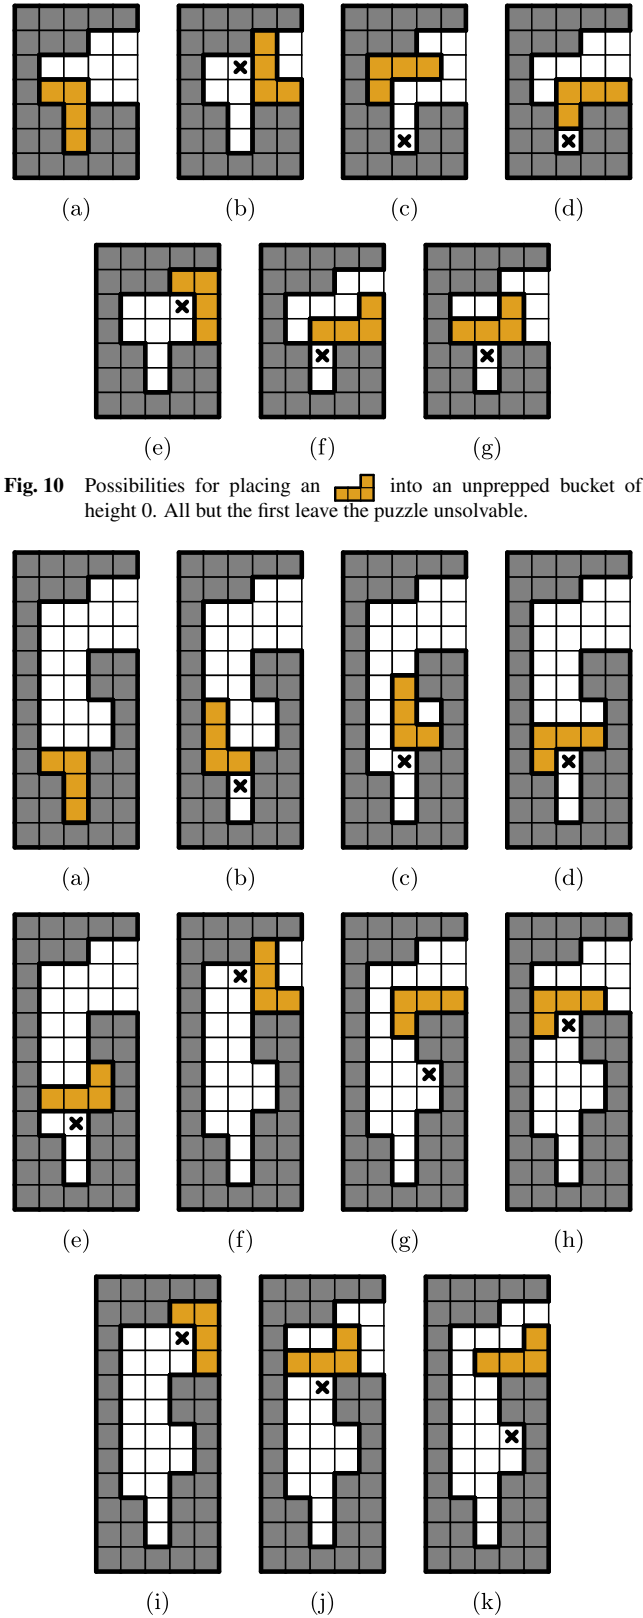 (a) (b) (c) (d)
(e) (f) (g)
Fig. 10 Possibilities for placing an into an unprepped bucket of
height 0. All but the first leave the puzzle unsolvable.
(a) (b) (c) (d)
(e) (f) (g) (h)
(i) (j) (k)